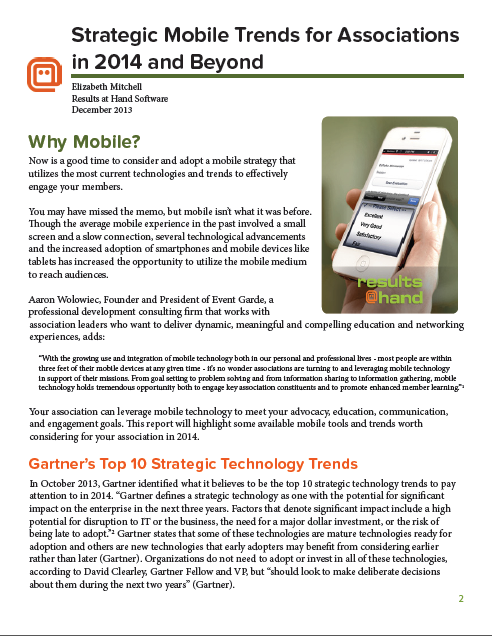 Strategic Mobile Trends for Associations
in 2014 and Beyond
Elizabeth Mitchell
Results at Hand Software
December 2013
Why Mobile?
Now is a good time to consider and adopt a mobile strategy that
utilizes the most current technologies and trends to effectively
engage your members.
You may have missed the memo, but mobile isn't what it was before.
Though the average mobile experience in the past involved a small
screen and a slow connection, several technological advancements
and the increased adoption of smartphones and mobile devices like
tablets has increased the opportunity to utilize the mobile medium
to reach audiences.
Excellent
Very Good
Satisfactory
Fair
results
@hand
Aaron Wolowiec, Founder and President of Event Garde, a
professional development consulting firm that works with
association leaders who want to deliver dynamic, meaningful and compelling education and networking
experiences, adds:
"With the growing use and integration of mobile technology both in our personal and professional lives - most people are within
three feet of their mobile devices at any given time - it's no wonder associations are turning to and leveraging mobile technology
in support of their missions. From goal setting to problem solving and from information sharing to information gathering, mobile
technology holds tremendous opportunity both to engage key association constituents and to promote enhanced member learning."¹
Your association can leverage mobile technology to meet your advocacy, education, communication,
and engagement goals. This report will highlight some available mobile tools and trends worth
considering for your association in 2014.
Gartner's Top 10 Strategic Technology Trends
In October 2013, Gartner identified what it believes to be the top 10 strategic technology trends to pay
attention to in 2014. "Gartner defines a strategic technology as one with the potential for significant
impact on the enterprise in the next three years. Factors that denote significant impact include a high
potential for disruption to IT or the business, the need for a major dollar investment, or the risk of
being late to adopt."² Gartner states that some of these technologies are mature technologies ready for
adoption and others are new technologies that early adopters may benefit from considering earlier
rather than later (Gartner). Organizations do not need to adopt or invest in all of these technologies,
according to David Clearley, Gartner Fellow and VP, but "should look to make deliberate decisions
about them during the next two years" (Gartner).
2